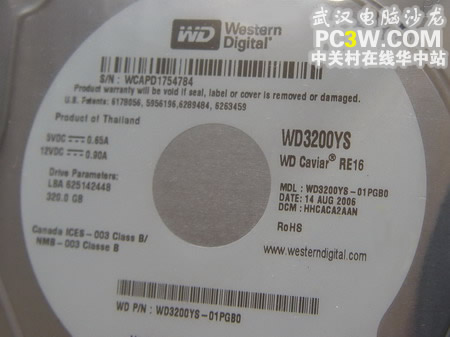 武汉电脑沙龙
PC3W.COM
中关村在线华中站
WD Western Digital®
S/N: WCAPD1754784
Product warranty will be void if seal, label or cover is removed or damaged.
U.S. Patents: 6178056, 5956196, 6289484, 6263459
Product of Thailand
5VDC = 0.65A
12VDC = 0.90A
Drive Parameters:
LBA 625142448
320.0 GB
Canada ICES-003 Class B/
NMB-003 Classe B
WD3200YS
WD Caviar® RE16
MDL: WD3200YS-01PGB0
DATE: 14 AUG 2006
DCM: HHCACA2AAN
RoHS
www.westerndigital.com
WD P/N: WD3200YS-01PGB0